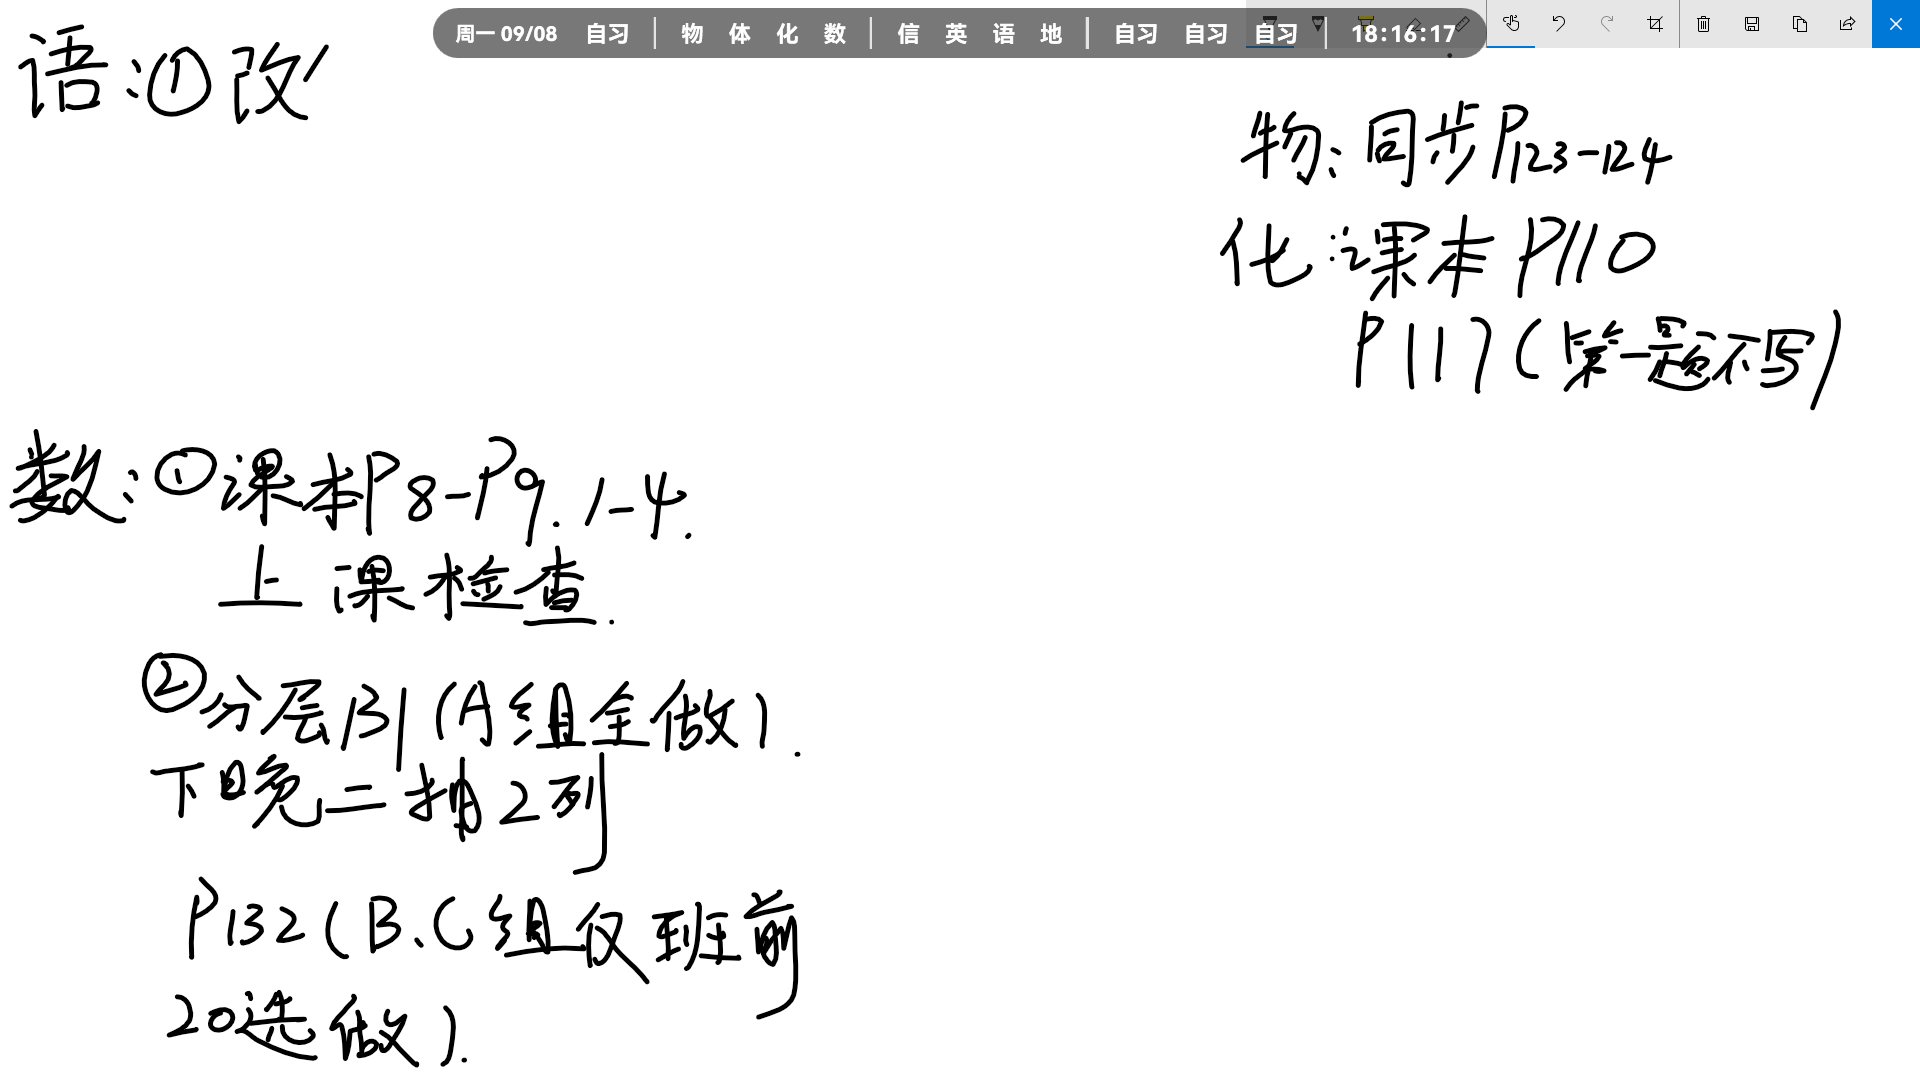 周一 09/08 自习 | 物 体 化 数 | 信 英 语 地 | 自习 自习 自习 | 18:16:17
语:①改
物:同步P123-124
化:课本P110
P117(第一题不写)
数:①课本P8-P9.1-4.
上课检查.
②分层131(A组全做).
下晚二抽2列
P132(B、C组仅班前
20选做).